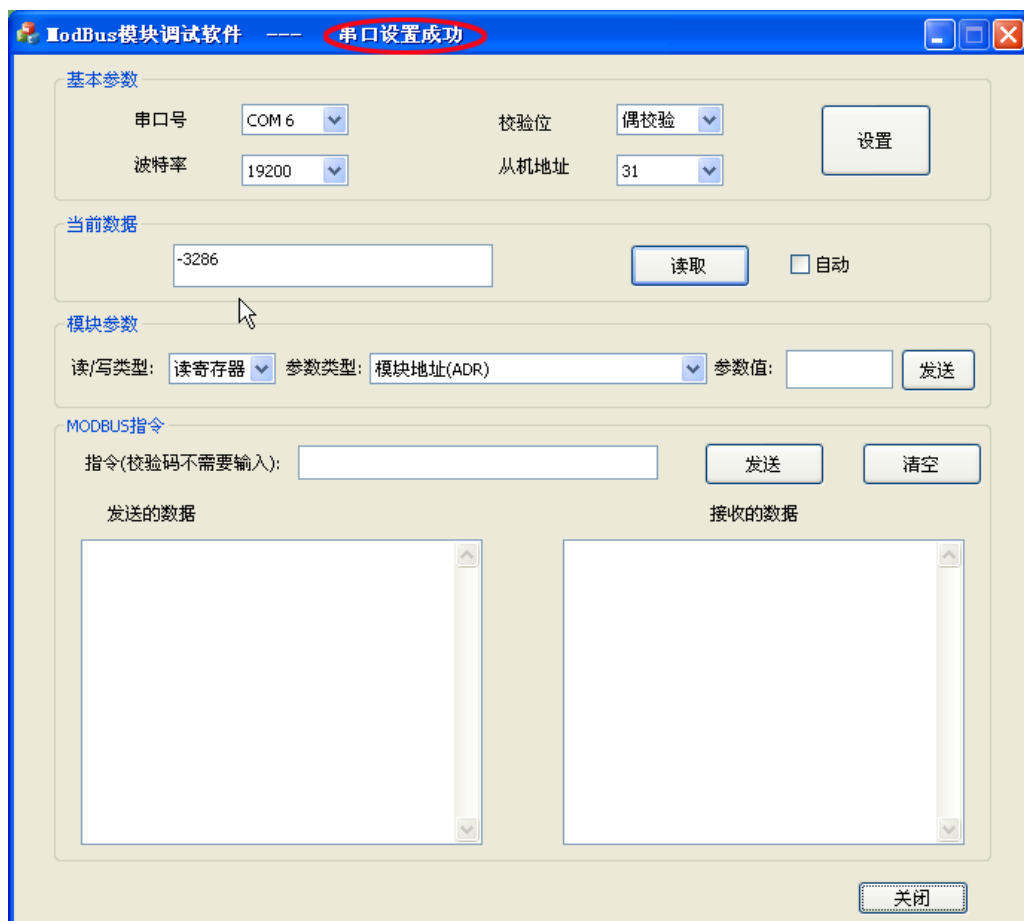 ModBus模块调试软件 --- 串口设置成功
基本参数
串口号 COM 6 校验位 偶校验 设置
波特率 19200 从机地址 31
当前数据
-3286 读取 自动
模块参数
读/写类型: 读寄存器 参数类型: 模块地址(ADR) 参数值: 发送
MODBUS指令
指令(校验码不需要输入): 发送 清空
发送的数据 接收的数据
关闭